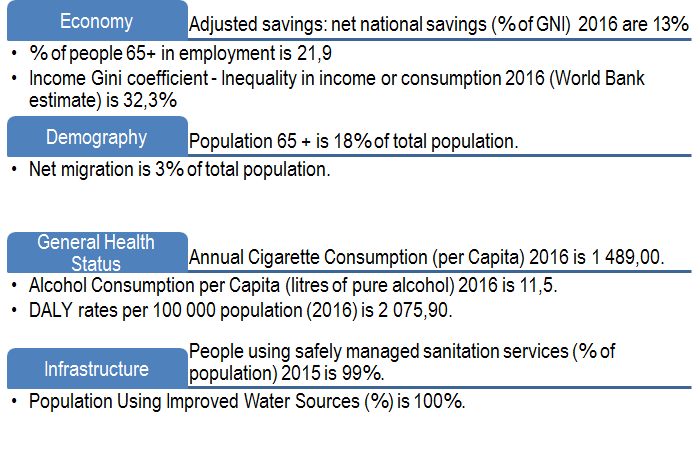 Economy
Adjusted savings: net national savings (% of GNI) 2016 are 13%
• % of people 65+ in employment is 21,9
• Income Gini coefficient - Inequality in income or consumption 2016 (World Bank
estimate) is 32,3%
Demography
Population 65 + is 18% of total population.
• Net migration is 3% of total population.
General Health
Status
Annual Cigarette Consumption (per Capita) 2016 is 1 489,00.
• Alcohol Consumption per Capita (litres of pure alcohol) 2016 is 11,5.
• DALY rates per 100 000 population (2016) is 2 075,90.
Infrastructure
People using safely managed sanitation services (% of
population) 2015 is 99%.
• Population Using Improved Water Sources (%) is 100%.